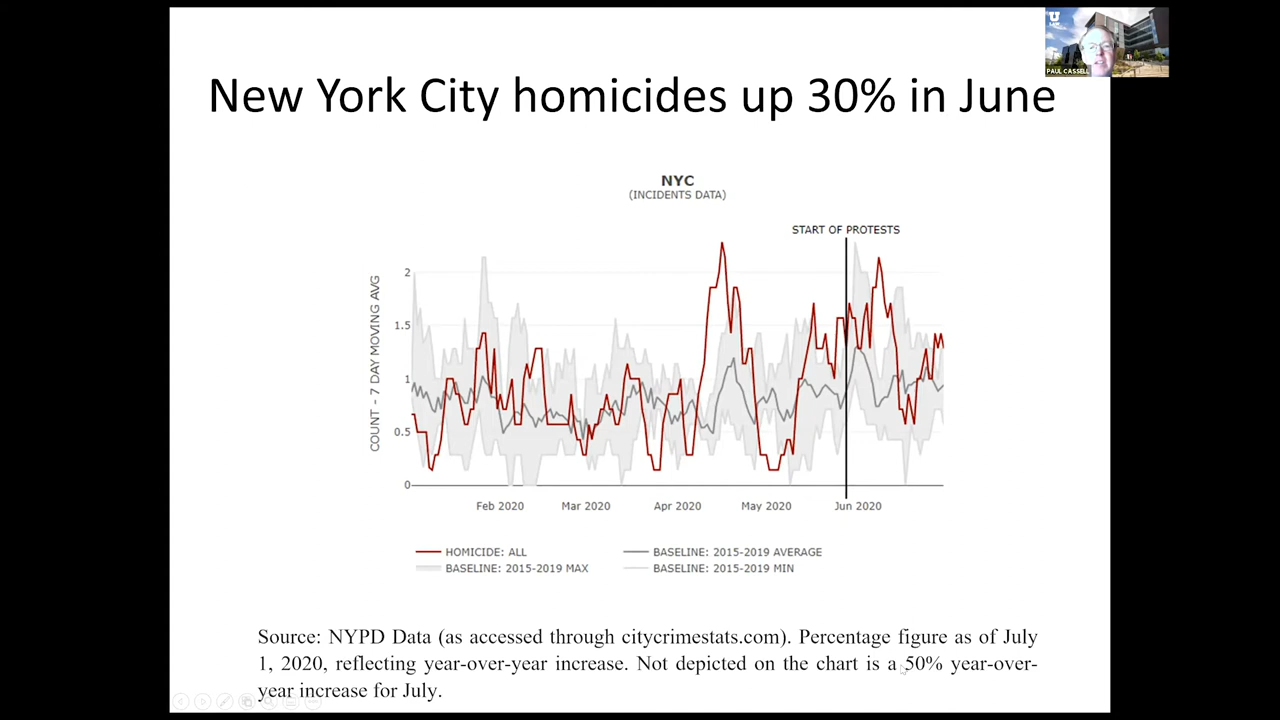 U
LAW
PAUL CASSELL
New York City homicides up 30% in June
NYC
(INCIDENTS DATA)
START OF PROTESTS
COUNT - 7 DAY MOVING AVG
2
1.5
1
0.5
0
Feb 2020 Mar 2020 Apr 2020 May 2020 Jun 2020
HOMICIDE: ALL BASELINE: 2015-2019 AVERAGE
BASELINE: 2015-2019 MAX BASELINE: 2015-2019 MIN
Source: NYPD Data (as accessed through citycrimestats.com). Percentage figure as of July
1, 2020, reflecting year-over-year increase. Not depicted on the chart is a 50% year-over-
year increase for July.